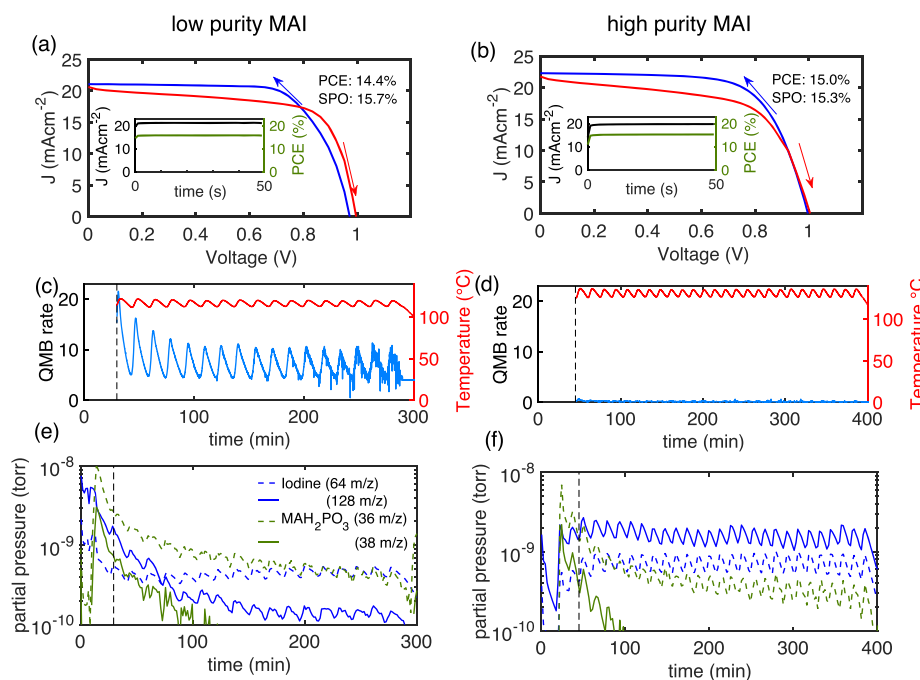 low purity MAI
high purity MAI
(a)
25
20
15
10
5
0
J (mAcm⁻²)
PCE: 14.4%
SPO: 15.7%
20
10
0
J (mAcm⁻²)
20
10
0
PCE (%)
0
50
time (s)
0 0.2 0.4 0.6 0.8 1
Voltage (V)
(b)
25
20
15
10
5
0
J (mAcm⁻²)
PCE: 15.0%
SPO: 15.3%
20
10
0
J (mAcm⁻²)
20
10
0
PCE (%)
0
50
time (s)
0 0.2 0.4 0.6 0.8 1
Voltage (V)
(c)
20
10
0
QMB rate
100
50
0
Temperature (°C)
0 100 200 300
time (min)
(d)
20
10
0
QMB rate
100
50
0
Temperature °C)
0 100 200 300 400
time (min)
(e)
10⁻⁸
10⁻⁹
10⁻¹⁰
partial pressure (torr)
Iodine (64 m/z)
(128 m/z)
MAH₂PO₃ (36 m/z)
(38 m/z)
0 100 200 300
time (min)
(f)
10⁻⁸
10⁻⁹
10⁻¹⁰
partial pressure (torr)
0 100 200 300 400
time (min)